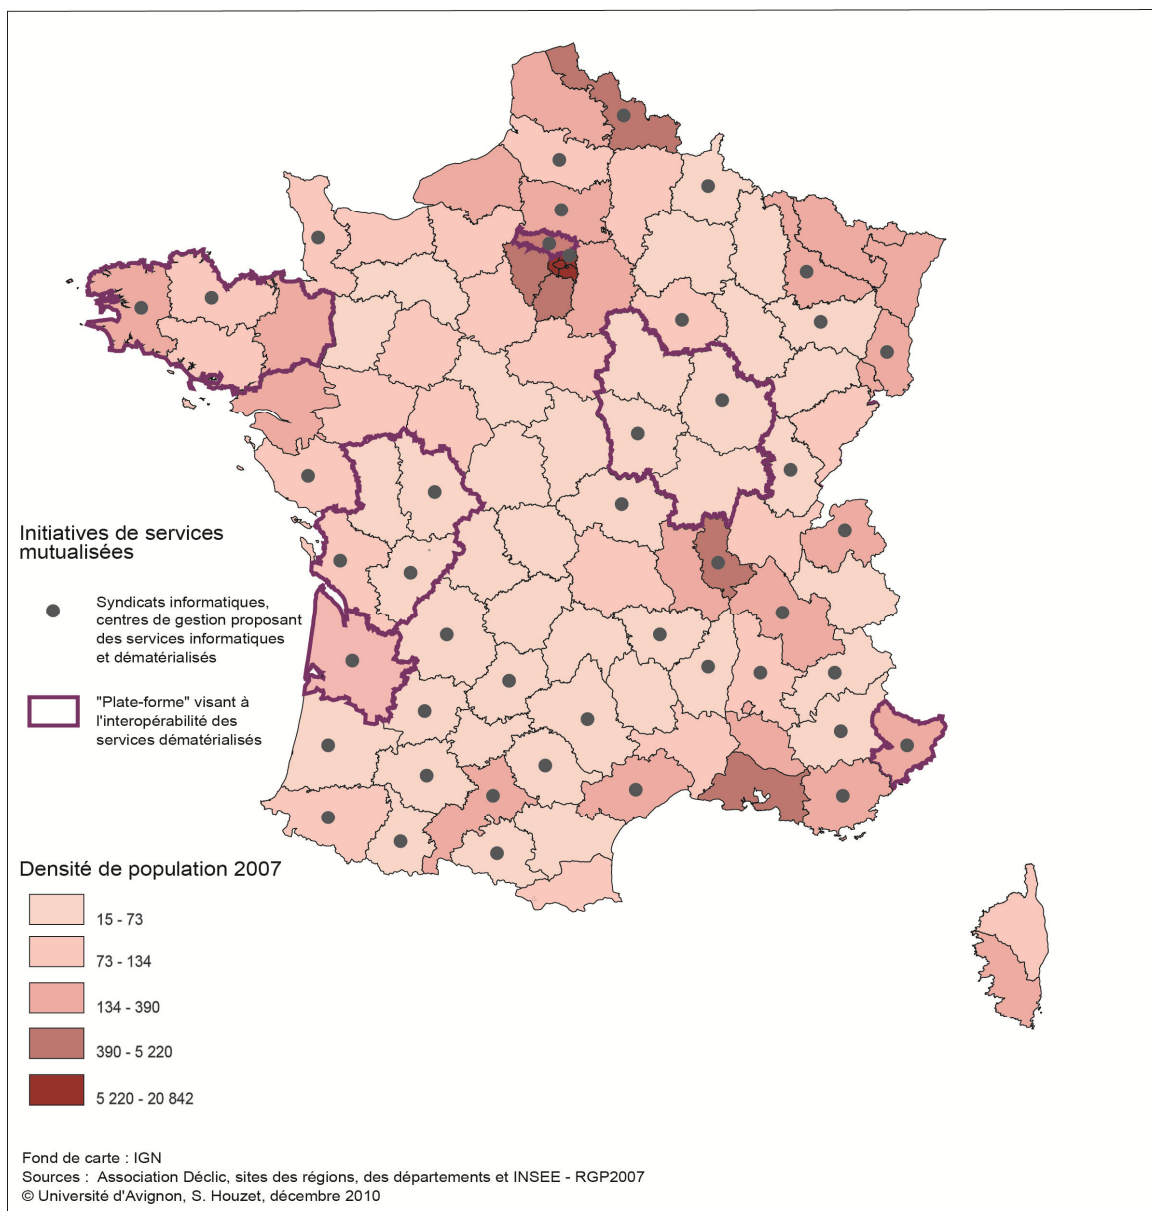 Initiatives de services
mutualisées
Syndicats informatiques,
centres de gestion proposant
des services informatiques
et dématérialisés
"Plate-forme" visant à
l'interopérabilité des
services dématérialisés
Densité de population 2007
15 - 73
73 - 134
134 - 390
390 - 5 220
5 220 - 20 842
Fond de carte : IGN
Sources : Association Déclic, sites des régions, des départements et INSEE - RGP2007
© Université d'Avignon, S. Houzet, décembre 2010